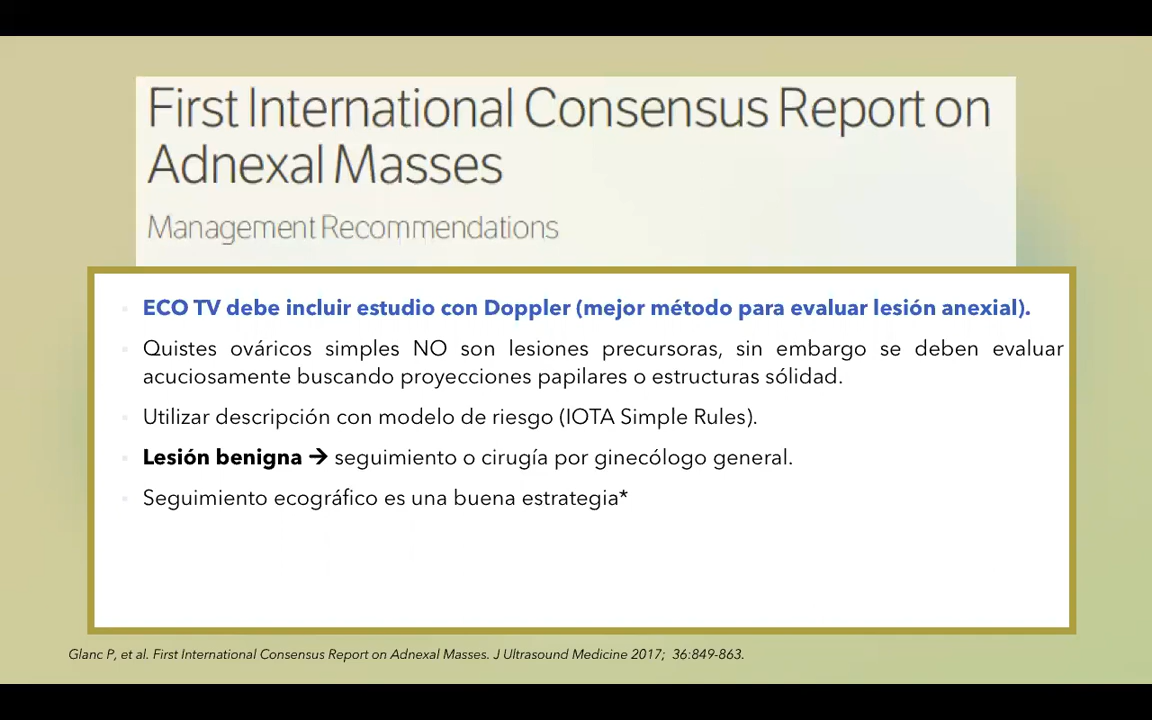 First International Consensus Report on
Adnexal Masses
Management Recommendations
ECO TV debe incluir estudio con Doppler (mejor método para evaluar lesión anexial).
Quistes ováricos simples NO son lesiones precursoras, sin embargo se deben evaluar
acuciosamente buscando proyecciones papilares o estructuras sólidad.
Utilizar descripción con modelo de riesgo (IOTA Simple Rules).
Lesión benigna → seguimiento o cirugía por ginecólogo general.
Seguimiento ecográfico es una buena estrategia*
Glanc P, et al. First International Consensus Report on Adnexal Masses. J Ultrasound Medicine 2017; 36:849-863.